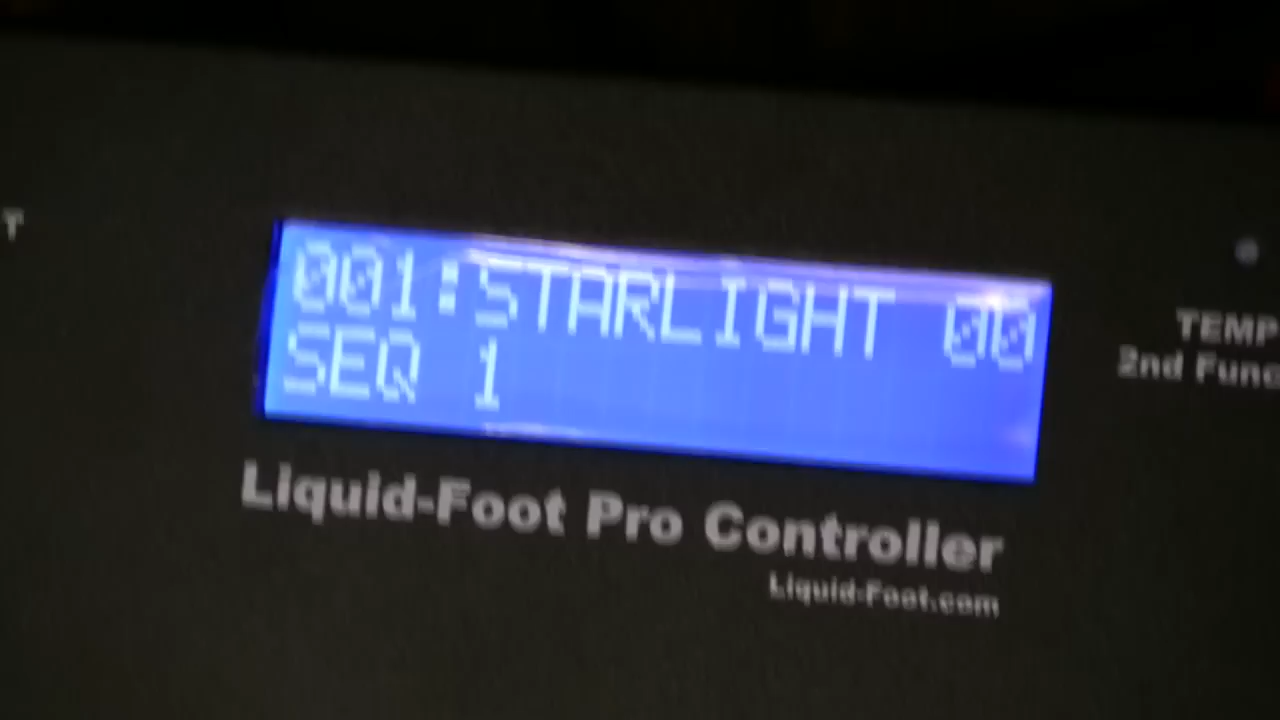 T
001:STARLIGHT 00
SEQ 1
TEMP
2nd Func
Liquid-Foot Pro Controller
Liquid-Foot.com